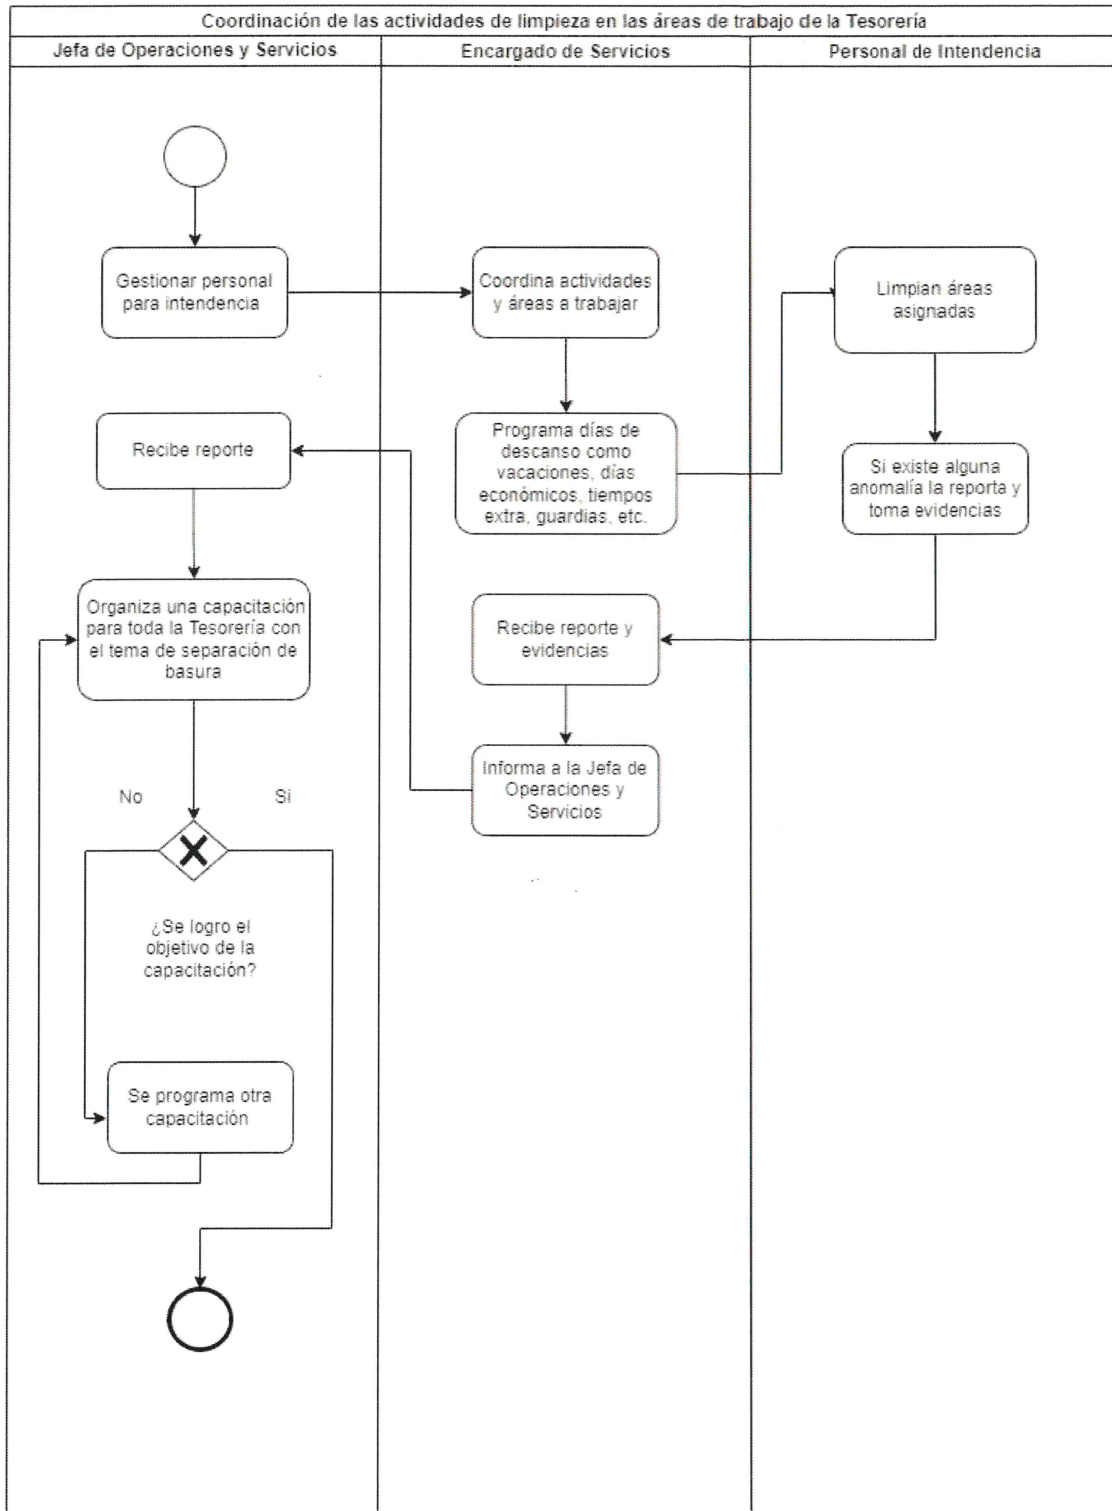 Coordinación de las actividades de limpieza en las áreas de trabajo de la Tesorería
Jefa de Operaciones y Servicios
Encargado de Servicios
Personal de Intendencia
Gestionar personal
para intendencia
Coordina actividades
y áreas a trabajar
Limpian áreas
asignadas
Recibe reporte
Programa días de
descanso como
vacaciones, días
económicos, tiempos
extra, guardias, etc.
Si existe alguna
anomalía la reporta y
toma evidencias
Organiza una capacitación
para toda la Tesorería con
el tema de separación de
basura
Recibe reporte y
evidencias
Informa a la Jefa de
Operaciones y
Servicios
No
Si
¿Se logro el
objetivo de la
capacitación?
Se programa otra
capacitación